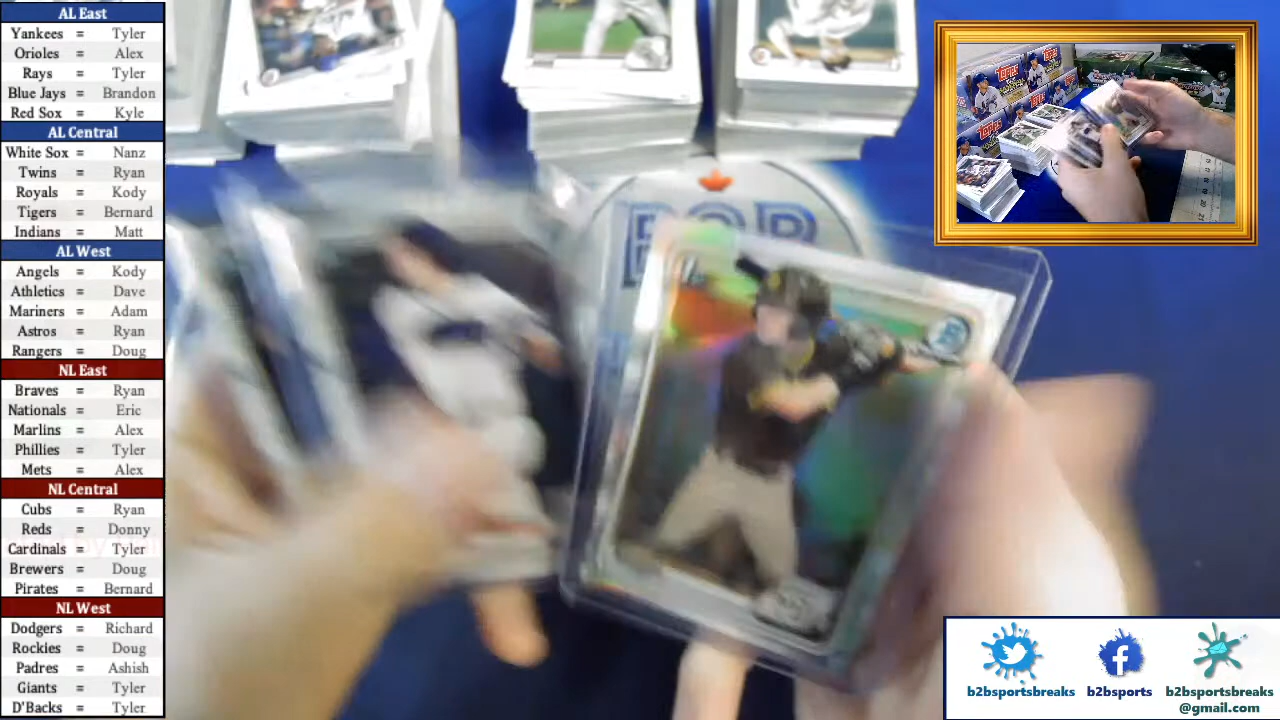 AL East
Yankees = Tyler
Orioles = Alex
Rays = Tyler
Blue Jays = Brandon
Red Sox = Kyle
AL Central
White Sox = Nanz
Twins = Ryan
Royals = Kody
Tigers = Bernard
Indians = Matt
AL West
Angels = Kody
Athletics = Dave
Mariners = Adam
Astros = Ryan
Rangers = Doug
NL East
Braves = Ryan
Nationals = Eric
Marlins = Alex
Phillies = Tyler
Mets = Alex
NL Central
Cubs = Ryan
Reds = Donny
Cardinals = Tyler
Brewers = Doug
Pirates = Bernard
NL West
Dodgers = Richard
Rockies = Doug
Padres = Ashish
Giants = Tyler
D'Backs = Tyler
Topps
Topps
b2bsportsbreaks
b2bsports
b2bsportsbreaks
@gmail.com